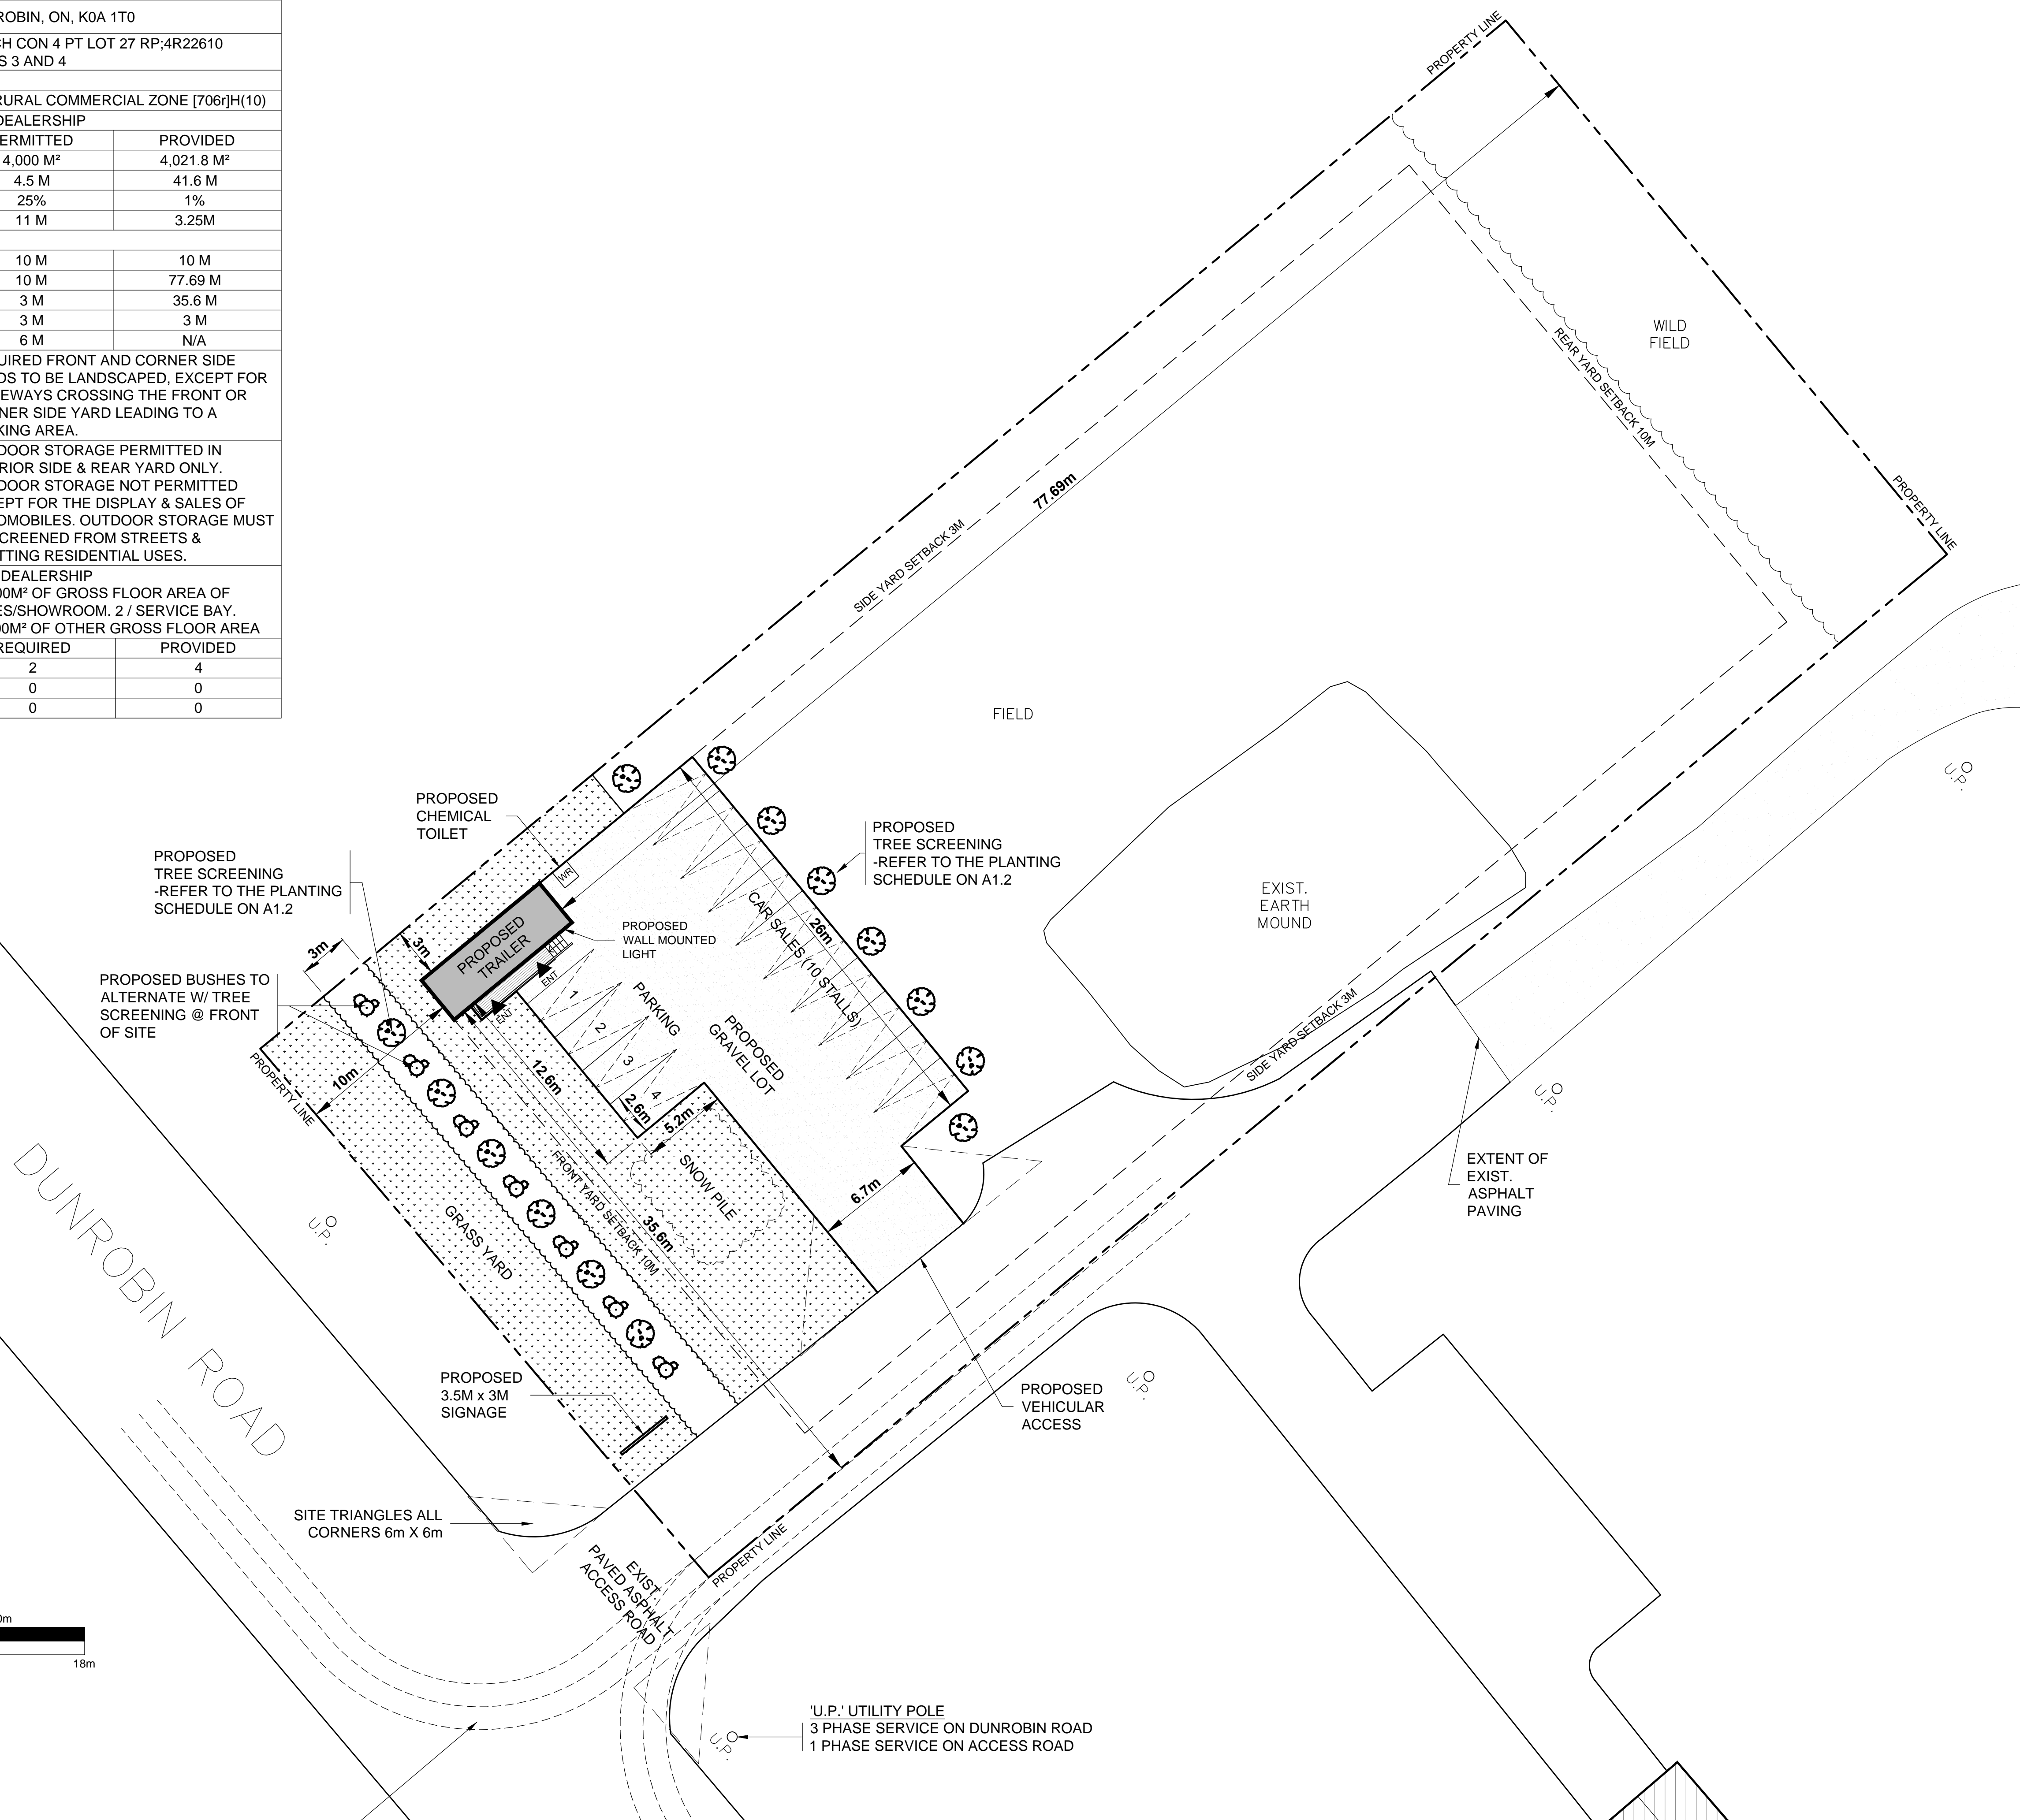 ROBIN, ON, K0A 1T0
CH CON 4 PT LOT 27 RP;4R22610
S 3 AND 4
RURAL COMMERCIAL ZONE [706r]H(10)
DEALERSHIP
ERMITTED PROVIDED
4,000 M² 4,021.8 M²
4.5 M 41.6 M
25% 1%
11 M 3.25M
10 M 10 M
10 M 77.69 M
3 M 35.6 M
3 M 3 M
6 M N/A
UIRED FRONT AND CORNER SIDE
DS TO BE LANDSCAPED, EXCEPT FOR
EWAYS CROSSING THE FRONT OR
NER SIDE YARD LEADING TO A
KING AREA.
DOOR STORAGE PERMITTED IN
RIOR SIDE & REAR YARD ONLY.
DOOR STORAGE NOT PERMITTED
EPT FOR THE DISPLAY & SALES OF
OMOBILES. OUTDOOR STORAGE MUST
CREENED FROM STREETS &
TTING RESIDENTIAL USES.
DEALERSHIP
00M² OF GROSS FLOOR AREA OF
ES/SHOWROOM. 2 / SERVICE BAY.
00M² OF OTHER GROSS FLOOR AREA
REQUIRED PROVIDED
2 4
0 0
0 0
PROPERTY LINE
WILD
FIELD
REAR YARD SETBACK 10M
PROPERTY LINE
77.69m
SIDE YARD SETBACK 3M
FIELD
U.P.
PROPOSED
CHEMICAL
TOILET
WR
PROPOSED
TREE SCREENING
-REFER TO THE PLANTING
SCHEDULE ON A1.2
PROPOSED
TREE SCREENING
-REFER TO THE PLANTING
SCHEDULE ON A1.2
EXIST.
EARTH
MOUND
CAR SALES (10 STALLS)
26m
PROPOSED
WALL MOUNTED
LIGHT
PROPOSED
TRAILER
3m
3m
ENT
ENT
PROPOSED BUSHES TO
ALTERNATE W/ TREE
SCREENING @ FRONT
OF SITE
PARKING
1
2
3
4
PROPOSED
GRAVEL LOT
SIDE YARD SETBACK 3M
PROPERTY LINE
10m
12.6m
2.6m
5.2m
U.P.
EXTENT OF
EXIST.
ASPHALT
PAVING
SNOW PILE
6.7m
FRONT YARD SETBACK 10M
35.6m
GRASS YARD
DUNROBIN ROAD
U.P.
PROPOSED
3.5M x 3M
SIGNAGE
PROPOSED
VEHICULAR
ACCESS
U.P.
SITE TRIANGLES ALL
CORNERS 6m X 6m
PROPERTY LINE
EXIST.
PAVED ASPHALT
ACCESS ROAD
0m
18m
'U.P.' UTILITY POLE
3 PHASE SERVICE ON DUNROBIN ROAD
1 PHASE SERVICE ON ACCESS ROAD
U.P.